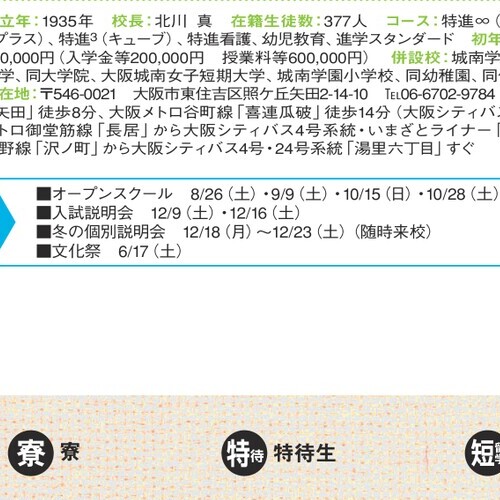 立年：1935年 校長：北川 真 在籍生徒数：377人 コース：特進∞（
プラス）、特進³（キューブ）、特進看護、幼児教育、進学スタンダード 初年
0,000円（入学金等200,000円 授業料等600,000円） 併設校：城南学
学、同大学院、大阪城南女子短期大学、城南学園小学校、同幼稚園、同
在地：〒546-0021 大阪市東住吉区照ケ丘矢田2-14-10 TEL06-6702-9784
矢田」徒歩8分、大阪メトロ谷町線「喜連瓜破」徒歩14分（大阪シティバス
トロ御堂筋線「長居」から大阪シティバス4号系統・いまざとライナー「
野線「沢ノ町」から大阪シティバス4号・24号系統「湯里六丁目」すぐ
■オープンスクール 8/26（土）・9/9（土）・10/15（日）・10/28（土）
■入試説明会 12/9（土）・12/16（土）
■冬の個別説明会 12/18（月）～12/23（土）（随時来校）
■文化祭 6/17（土）
寮 寮 特待 特待生 短